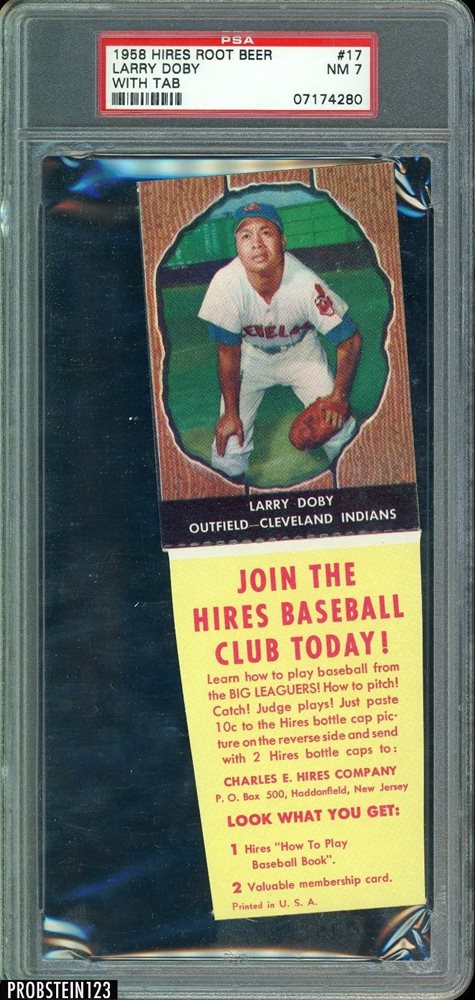 PSA
1958 HIRES ROOT BEER #17
LARRY DOBY NM 7
WITH TAB
07174280
CLEVELAND
LARRY DOBY
OUTFIELD—CLEVELAND INDIANS
JOIN THE
HIRES BASEBALL
CLUB TODAY!
Learn how to play baseball from
the BIG LEAGUERS! How to pitch!
Catch! Judge plays! Just paste
10c to the Hires bottle cap pic-
ture on the reverse side and send
with 2 Hires bottle caps to:
CHARLES E. HIRES COMPANY
P. O. Box 500, Haddonfield, New Jersey
LOOK WHAT YOU GET:
1 Hires "How To Play
Baseball Book".
2 Valuable membership card.
Printed in U. S. A.
PROBSTEIN123